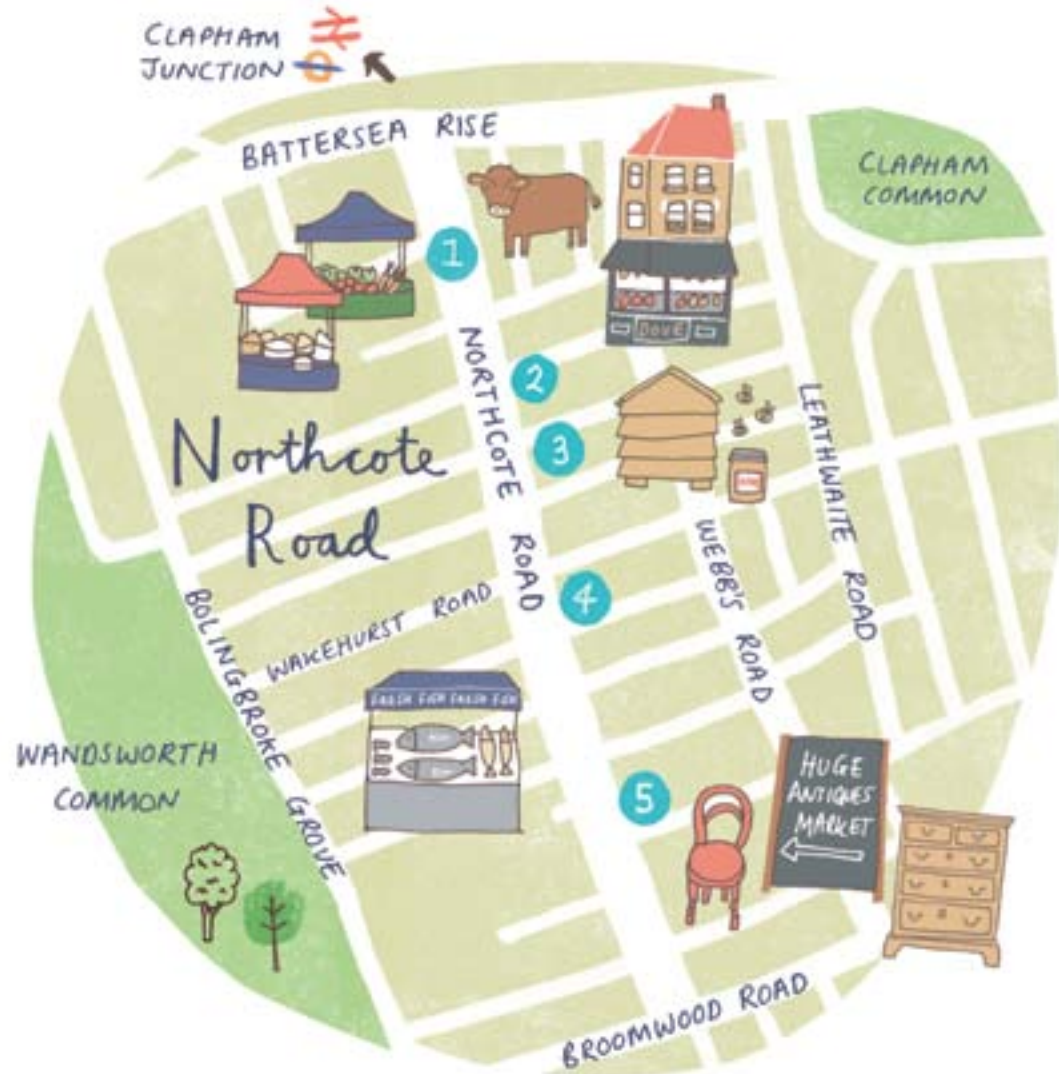 CLAPHAM
JUNCTION
BATTERSEA RISE
CLAPHAM
COMMON
1
DOVE
NORTHCOTE ROAD
2
LEATHWAITE ROAD
3
Northcote
Road
WEBB'S ROAD
4
WAKEHURST ROAD
BOLINGBROKE GROVE
FRESH FISH FRESH FISH
WANDSWORTH
COMMON
5
HUGE
ANTIQUES
MARKET
BROOMWOOD ROAD